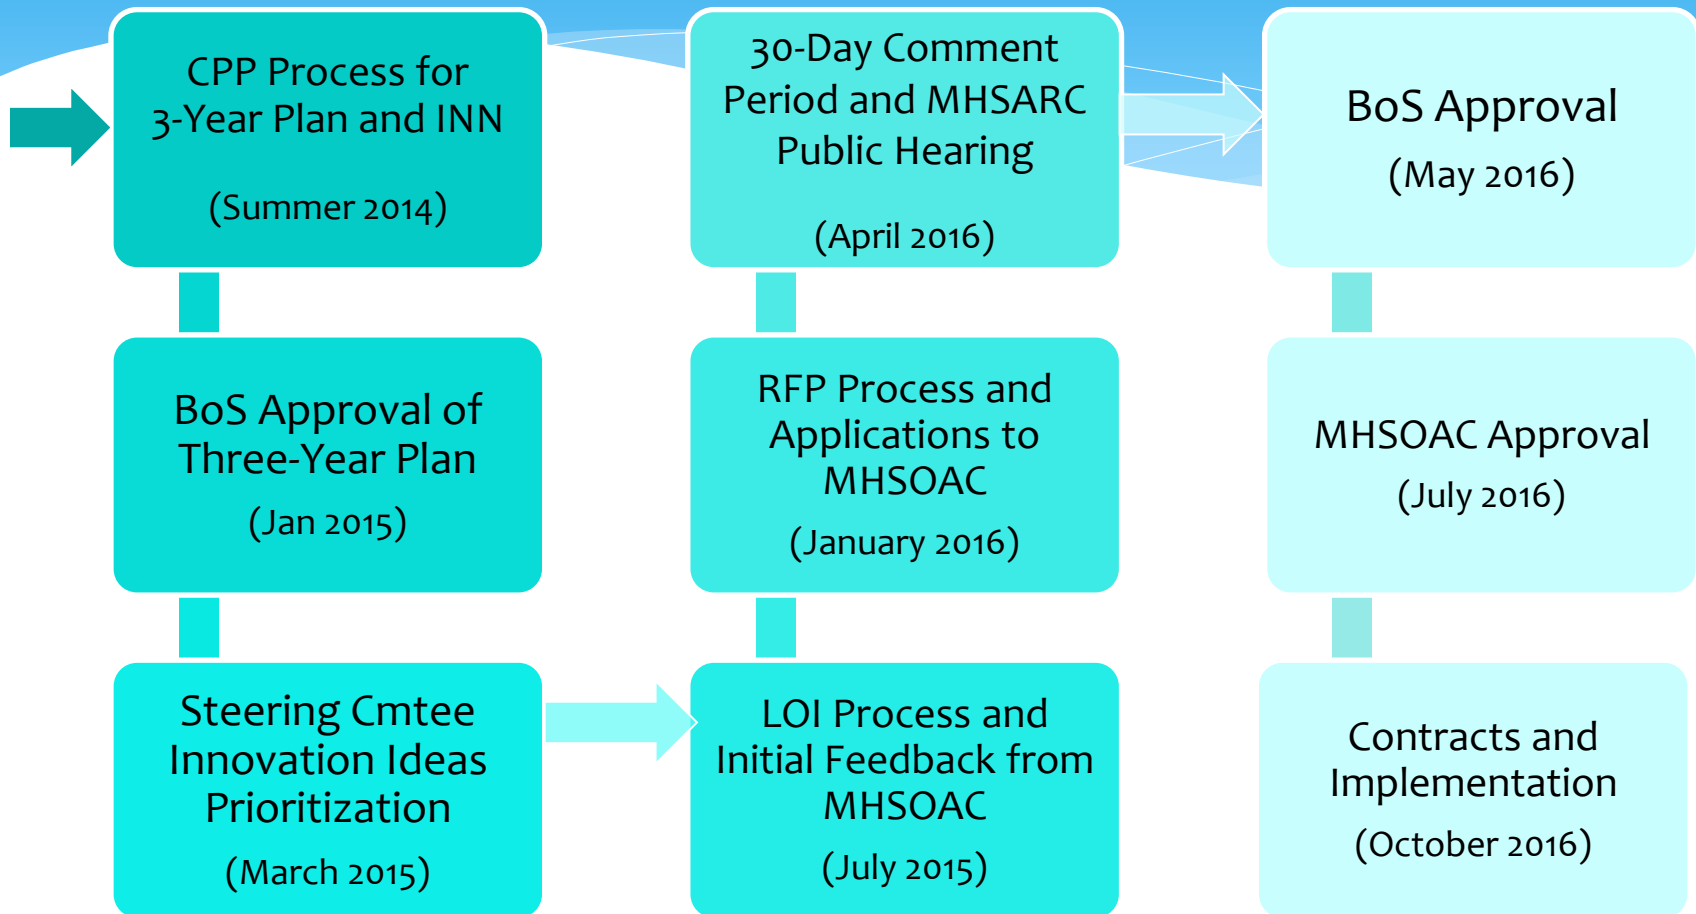 CPP Process for
3-Year Plan and INN
(Summer 2014)
BoS Approval of
Three-Year Plan
(Jan 2015)
Steering Cmtee
Innovation Ideas
Prioritization
(March 2015)
LOI Process and
Initial Feedback from
MHSOAC
(July 2015)
RFP Process and
Applications to
MHSOAC
(January 2016)
30-Day Comment
Period and MHSARC
Public Hearing
(April 2016)
BoS Approval
(May 2016)
MHSOAC Approval
(July 2016)
Contracts and
Implementation
(October 2016)